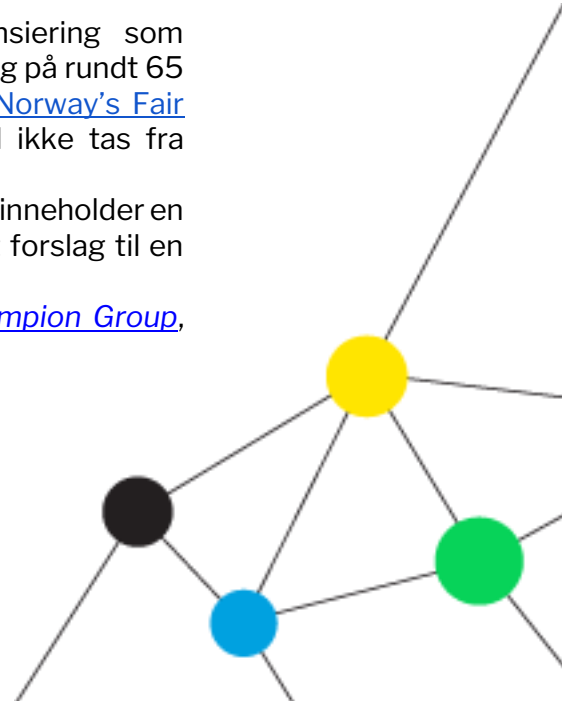 nsiering som
g på rundt 65
Norway’s Fair
ikke tas fra
inneholder en
forslag til en
mpion Group,